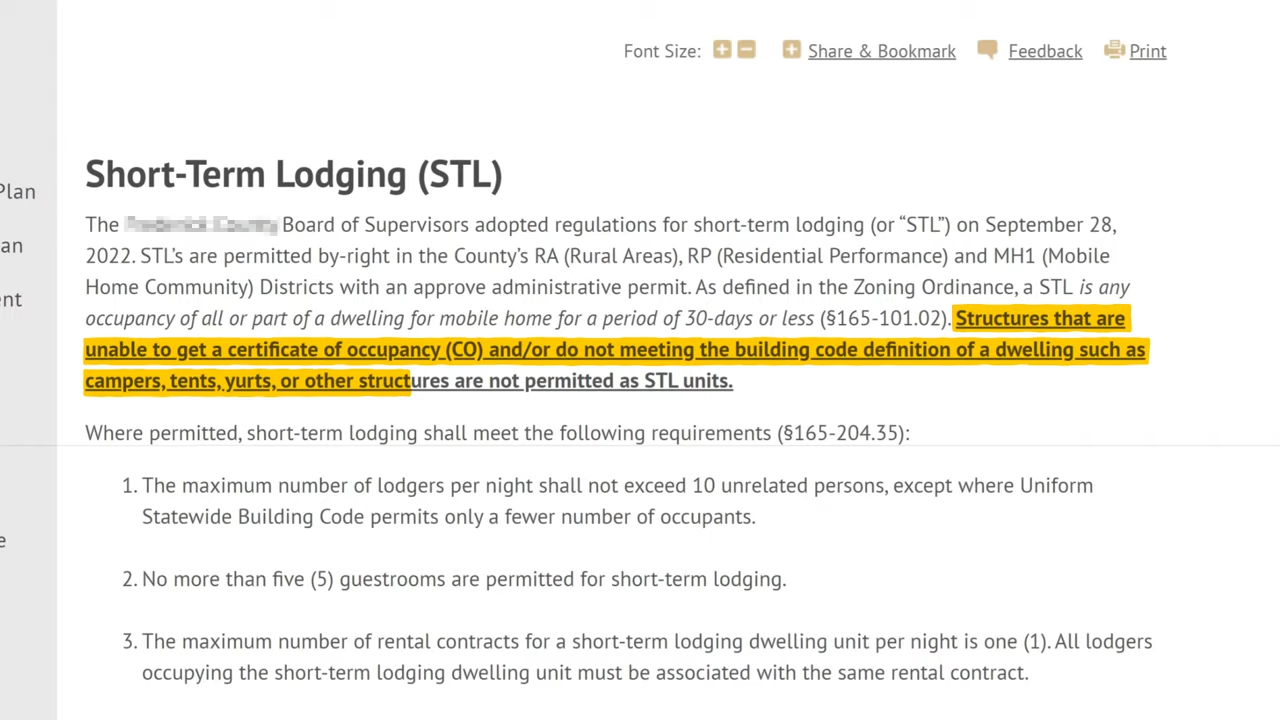 Font Size: Share & Bookmark Feedback Print
Plan
an
ent
e
Short-Term Lodging (STL)
The Board of Supervisors adopted regulations for short-term lodging (or “STL”) on September 28,
2022. STL’s are permitted by-right in the County’s RA (Rural Areas), RP (Residential Performance) and MH1 (Mobile
Home Community) Districts with an approve administrative permit. As defined in the Zoning Ordinance, a STL is any
occupancy of all or part of a dwelling for mobile home for a period of 30-days or less (§165-101.02). Structures that are
unable to get a certificate of occupancy (CO) and/or do not meeting the building code definition of a dwelling such as
campers, tents, yurts, or other structures are not permitted as STL units.
Where permitted, short-term lodging shall meet the following requirements (§165-204.35):
1. The maximum number of lodgers per night shall not exceed 10 unrelated persons, except where Uniform
Statewide Building Code permits only a fewer number of occupants.
2. No more than five (5) guestrooms are permitted for short-term lodging.
3. The maximum number of rental contracts for a short-term lodging dwelling unit per night is one (1). All lodgers
occupying the short-term lodging dwelling unit must be associated with the same rental contract.